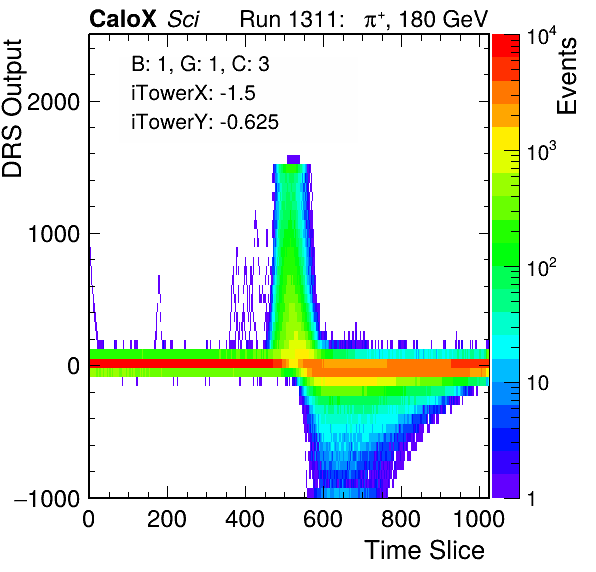 CaloX Sci Run 1311: π⁺, 180 GeV
B: 1, G: 1, C: 3
iTowerX: -1.5
iTowerY: -0.625
DRS Output
2000
1000
0
−1000
0 200 400 600 800 1000
Time Slice
Events
10⁴
10³
10²
10
1